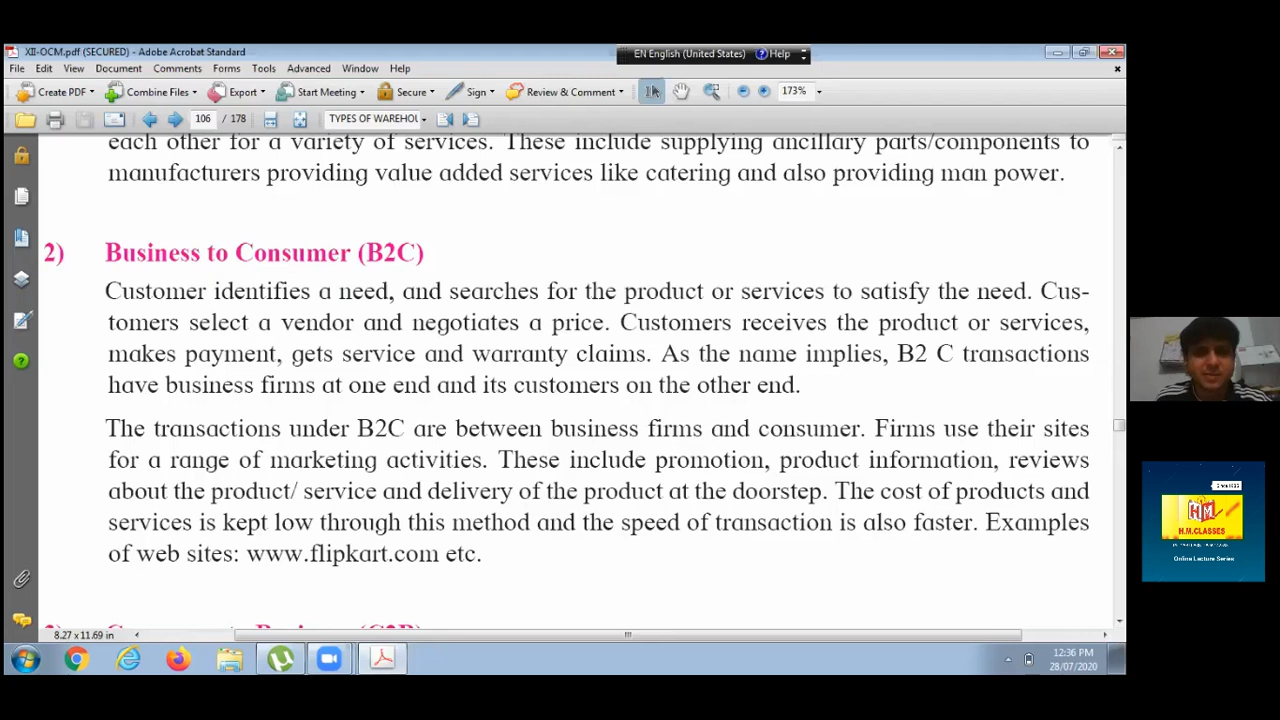 XII-OCM.pdf (SECURED) - Adobe Acrobat Standard
EN English (United States) Help
File Edit View Document Comments Forms Tools Advanced Window Help
Create PDF Combine Files Export Start Meeting Secure Sign Review & Comment 173%
106 / 178 TYPES OF WAREHOU
each other for a variety of services. These include supplying ancillary parts/components to
manufacturers providing value added services like catering and also providing man power.
2) Business to Consumer (B2C)
Customer identifies a need, and searches for the product or services to satisfy the need. Cus-
tomers select a vendor and negotiates a price. Customers receives the product or services,
makes payment, gets service and warranty claims. As the name implies, B2 C transactions
have business firms at one end and its customers on the other end.
The transactions under B2C are between business firms and consumer. Firms use their sites
for a range of marketing activities. These include promotion, product information, reviews
about the product/ service and delivery of the product at the doorstep. The cost of products and
services is kept low through this method and the speed of transaction is also faster. Examples
of web sites: www.flipkart.com etc.
8.27 x 11.69 in
12:36 PM
28/07/2020
HM
H.M.CLASSES
Online Lecture Series